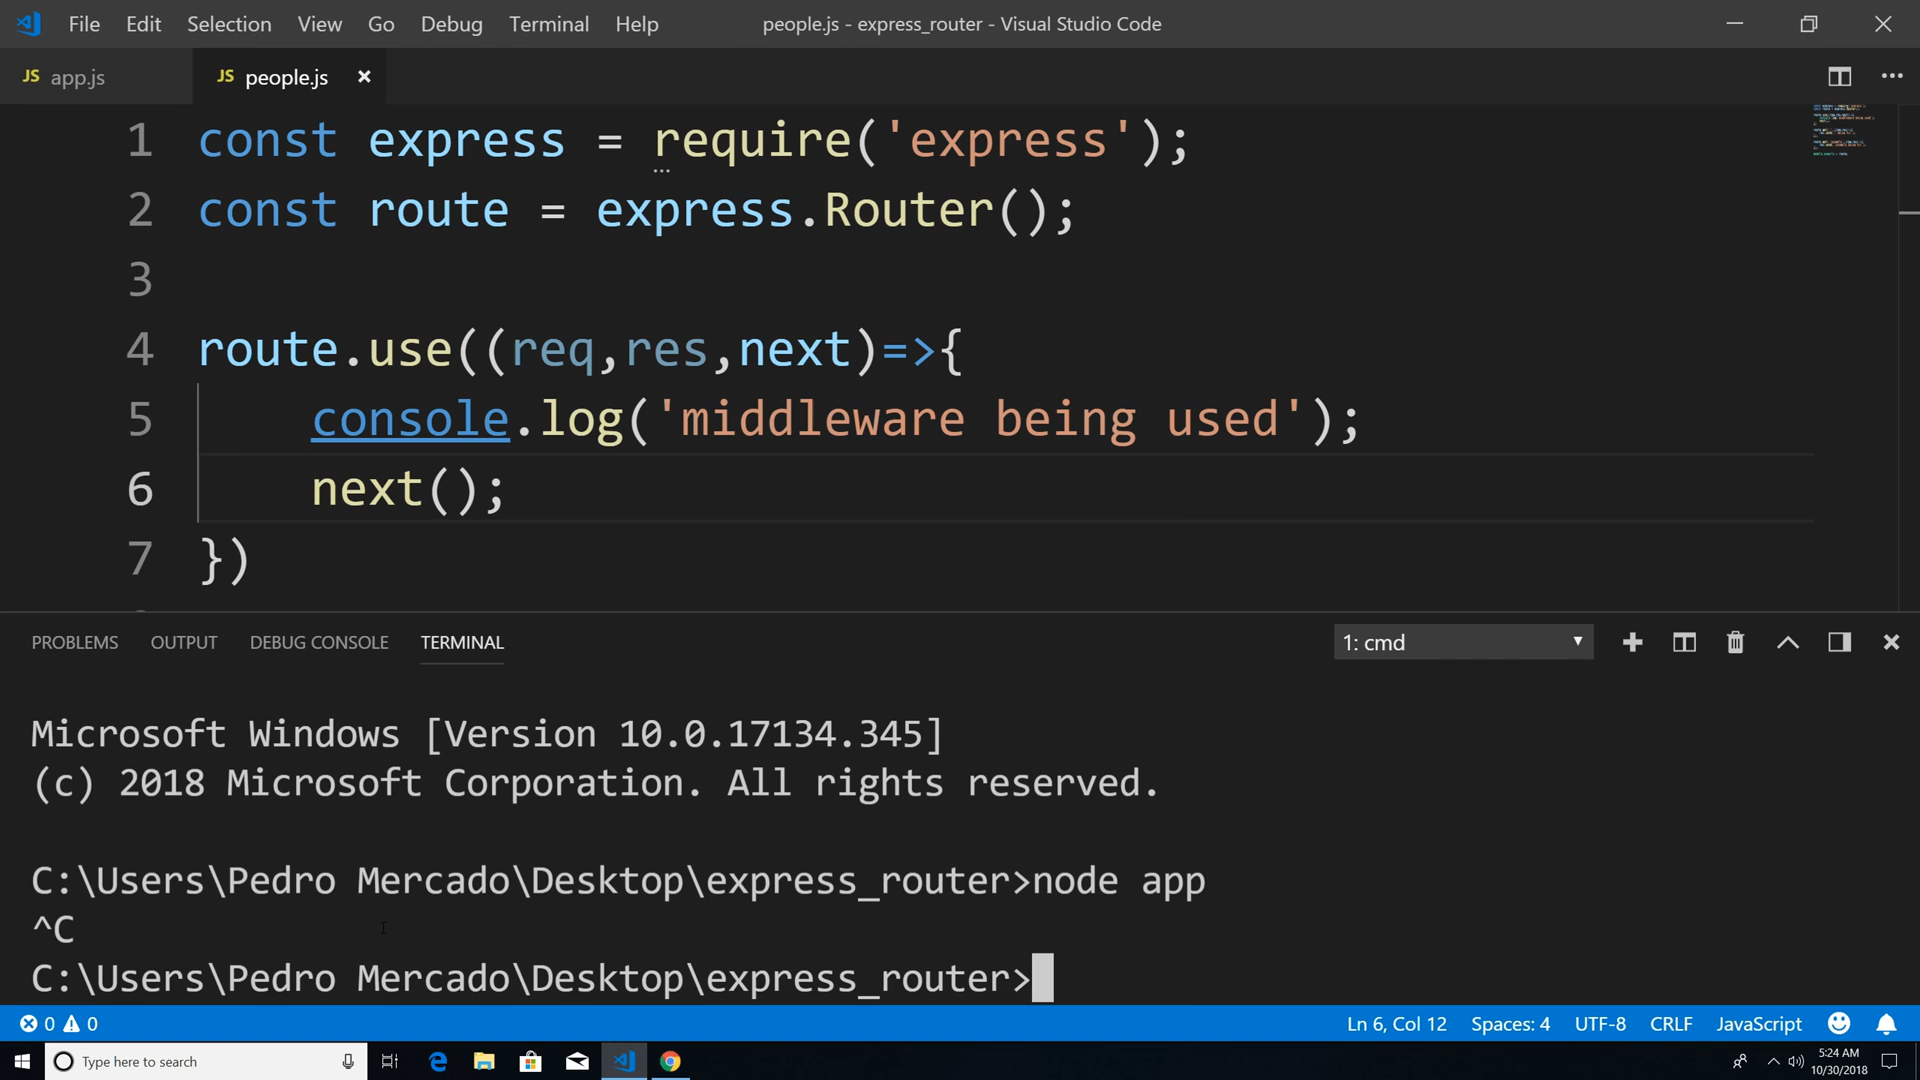 File Edit Selection View Go Debug Terminal Help people.js - express_router - Visual Studio Code
JS app.js JS people.js
1 const express = require('express');
2 const route = express.Router();
3
4 route.use((req,res,next)=>{
5 console.log('middleware being used');
6 next();
7 })
PROBLEMS OUTPUT DEBUG CONSOLE TERMINAL 1: cmd
Microsoft Windows [Version 10.0.17134.345]
(c) 2018 Microsoft Corporation. All rights reserved.
C:\Users\Pedro Mercado\Desktop\express_router>node app
^C
C:\Users\Pedro Mercado\Desktop\express_router>
0 0 Ln 6, Col 12 Spaces: 4 UTF-8 CRLF JavaScript
Type here to search
5:24 AM
10/30/2018